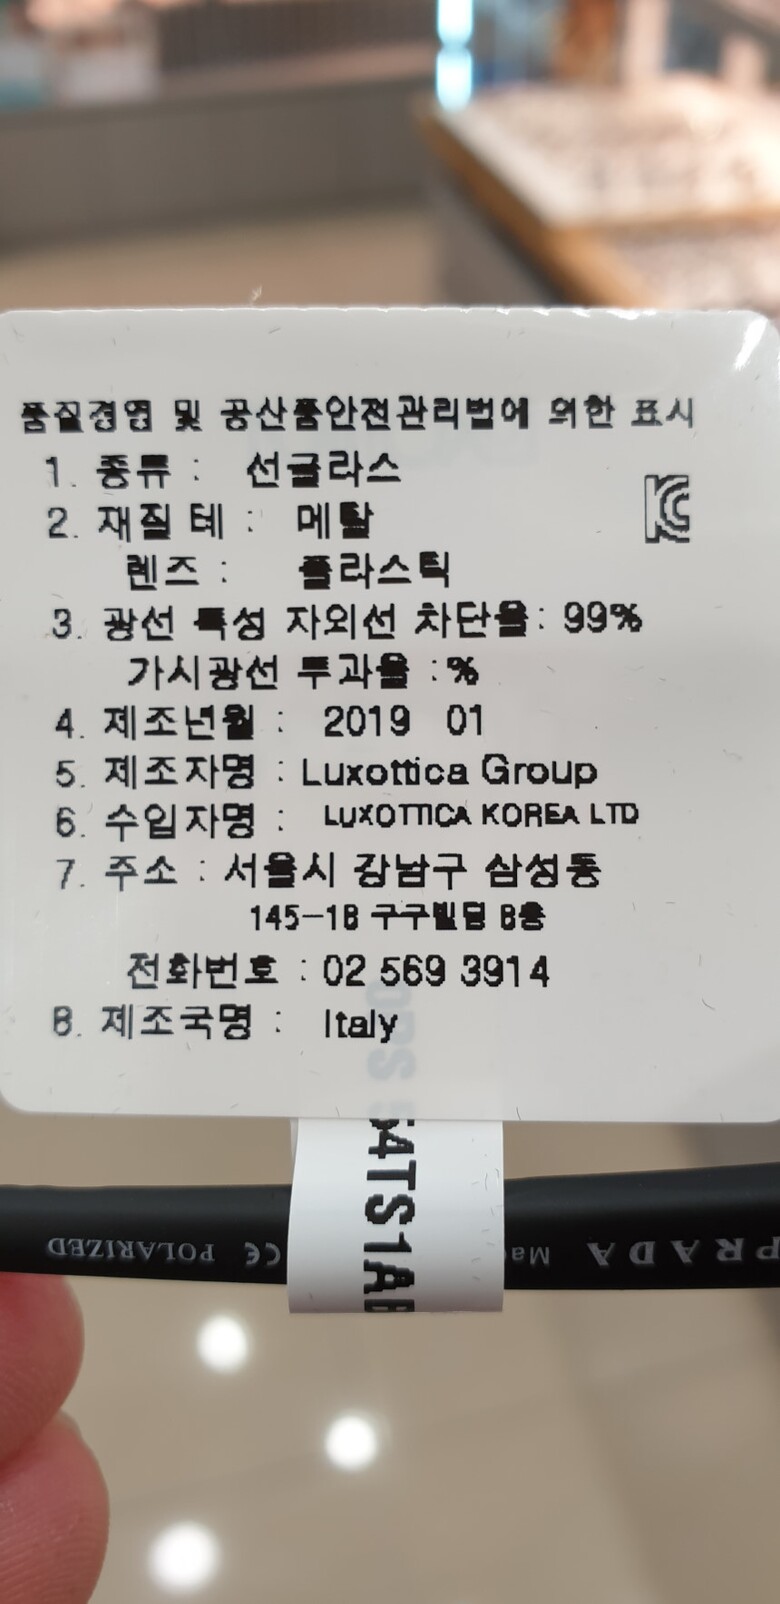 품질경영 및 공산품안전관리법에 의한 표시
1. 종류 : 선글라스
2. 재질 테 : 메탈
KC
렌즈 : 플라스틱
3. 광선 특성 자외선 차단율: 99%
가시광선 투과율 : %
4. 제조년월 : 2019 01
5. 제조자명 : Luxottica Group
6. 수입자명 : LUXOTTICA KOREA LTD
7. 주소 : 서울시 강남구 삼성동
145-18 구구빌딩 8층
전화번호 : 02 569 3914
8. 제조국명 : Italy
54TS1AB
PRADA Mad
CE POLARIZED